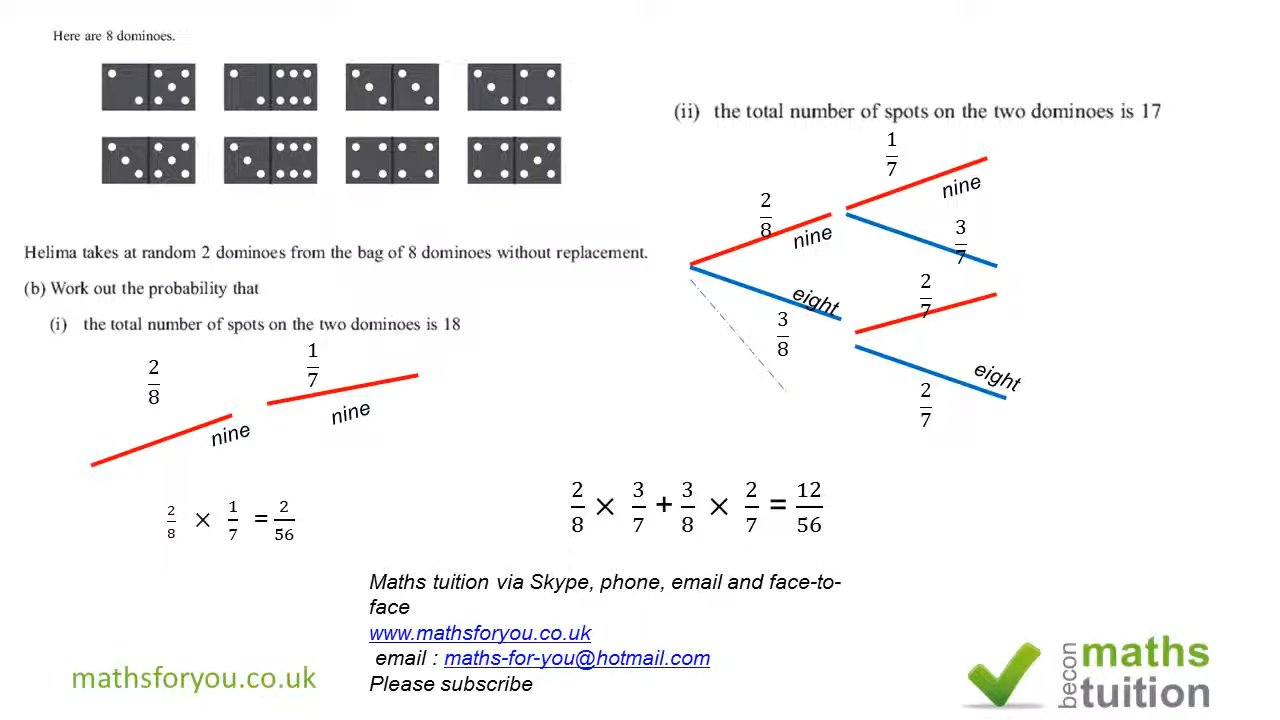 Here are 8 dominoes.
Helima takes at random 2 dominoes from the bag of 8 dominoes without replacement.
(b) Work out the probability that
(i) the total number of spots on the two dominoes is 18
2/8
1/7
nine
nine
2/8 × 1/7 = 2/56
(ii) the total number of spots on the two dominoes is 17
1/7
nine
2/8
nine
3/7
2/7
eight
3/8
eight
2/7
2/8 × 3/7 + 3/8 × 2/7 = 12/56
Maths tuition via Skype, phone, email and face-to-
face
www.mathsforyou.co.uk
email : maths-for-you@hotmail.com
Please subscribe
mathsforyou.co.uk
becon
maths
tuition